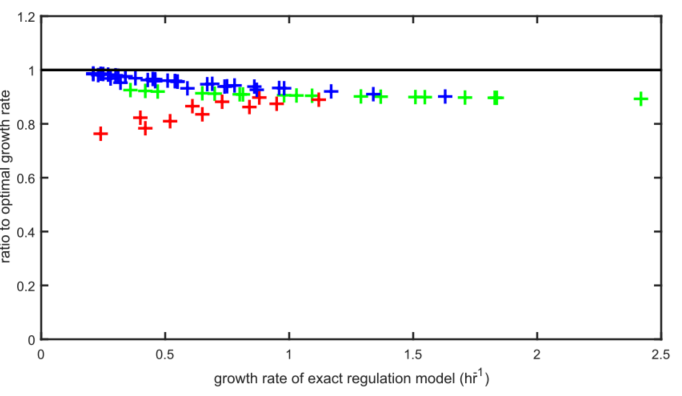 1.2
1
0.8
0.6
0.4
0.2
0
ratio to optimal growth rate
0 0.5 1 1.5 2 2.5
growth rate of exact regulation model (hr̄¹)